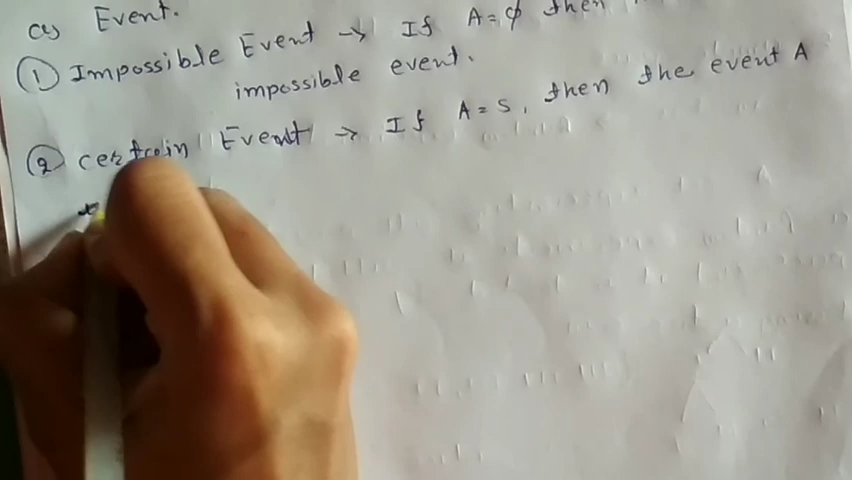 as Event.
① Impossible Event → If A = φ then
impossible event.
② certain Event → If A = S, then the event A